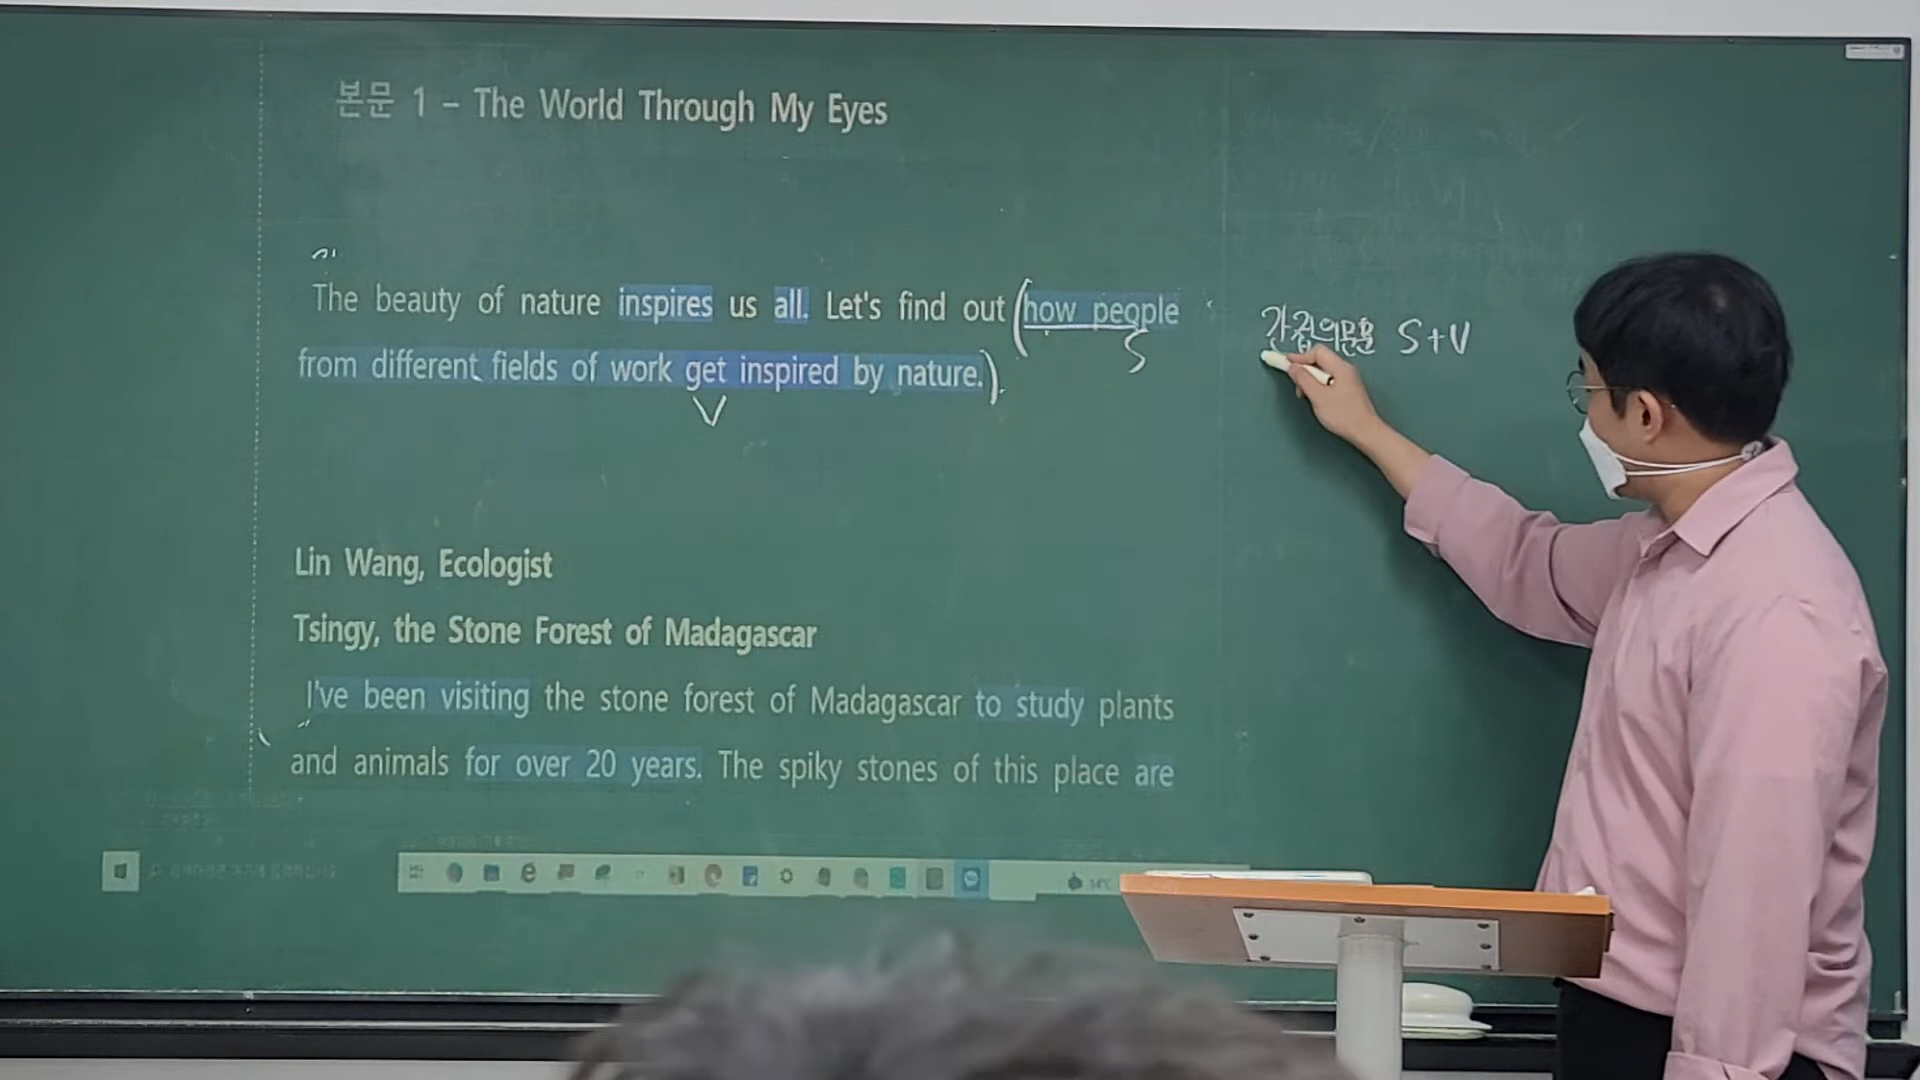 본문 1 – The World Through My Eyes
The beauty of nature inspires us all. Let's find out (how people
S
간접의문문 S+V
from different fields of work get inspired by nature.)
V
Lin Wang, Ecologist
Tsingy, the Stone Forest of Madagascar
I've been visiting the stone forest of Madagascar to study plants
and animals for over 20 years. The spiky stones of this place are
14°C